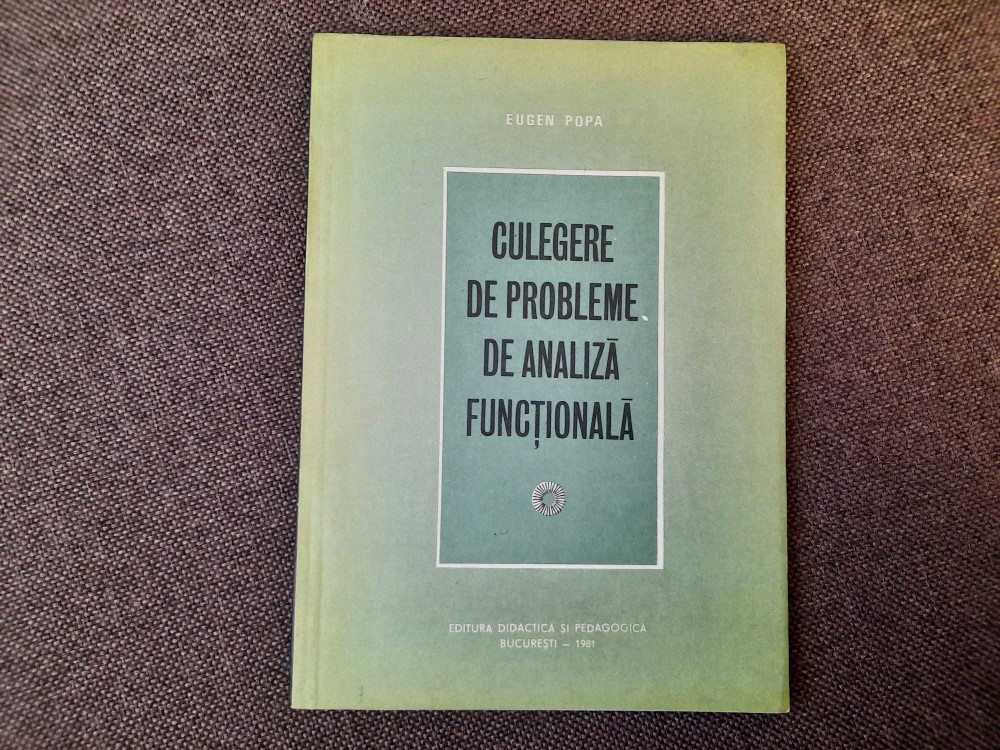 EUGEN POPA
CULEGERE
DE PROBLEME
DE ANALIZĂ
FUNCȚIONALĂ
EDITURA DIDACTICĂ ȘI PEDAGOGICĂ
BUCUREȘTI — 1981